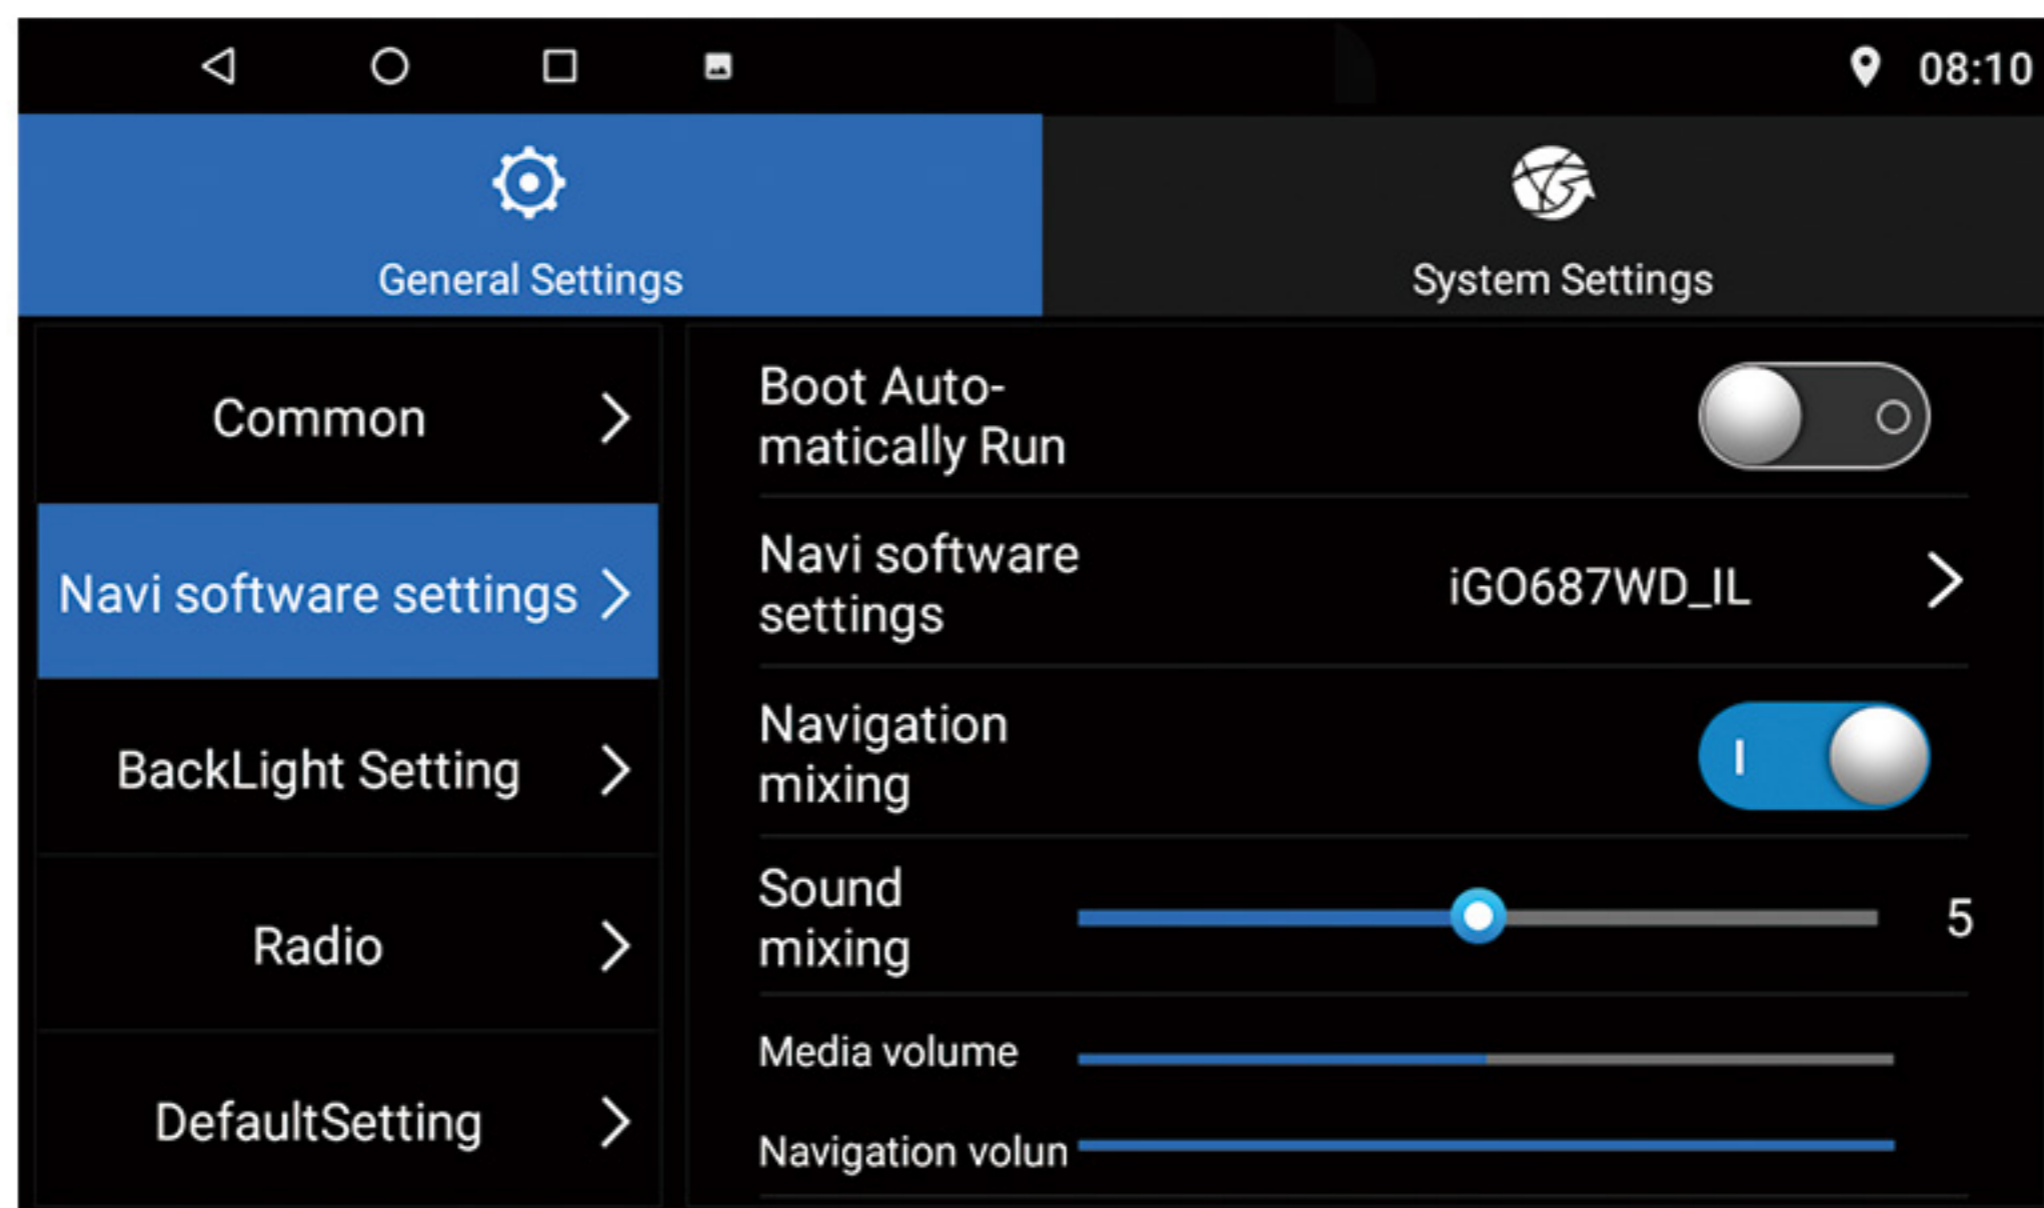 08:10
General Settings
System Settings
Common
Navi software settings
BackLight Setting
Radio
DefaultSetting
Boot Auto-
matically Run
Navi software
settings
iGO687WD_IL
Navigation
mixing
Sound
mixing
5
Media volume
Navigation volun